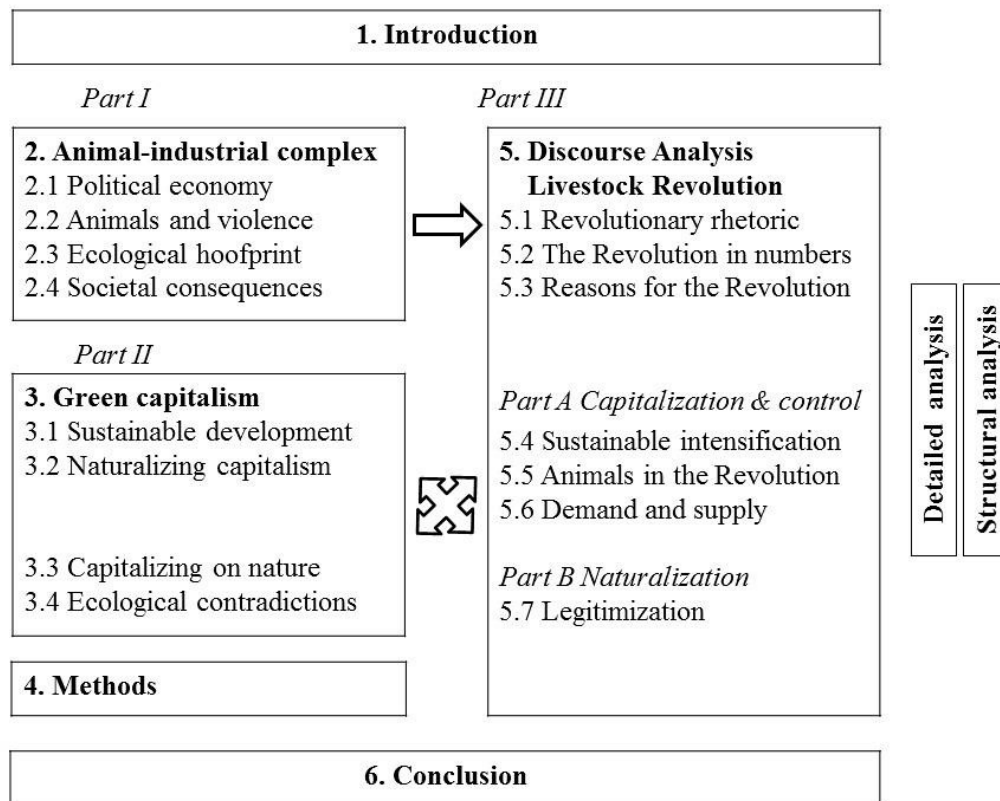 1. Introduction
Part I
2. Animal-industrial complex
2.1 Political economy
2.2 Animals and violence
2.3 Ecological hoofprint
2.4 Societal consequences
Part II
3. Green capitalism
3.1 Sustainable development
3.2 Naturalizing capitalism
3.3 Capitalizing on nature
3.4 Ecological contradictions
4. Methods
Part III
5. Discourse Analysis
Livestock Revolution
5.1 Revolutionary rhetoric
5.2 The Revolution in numbers
5.3 Reasons for the Revolution
Part A Capitalization & control
5.4 Sustainable intensification
5.5 Animals in the Revolution
5.6 Demand and supply
Part B Naturalization
5.7 Legitimization
Detailed analysis
Structural analysis
6. Conclusion